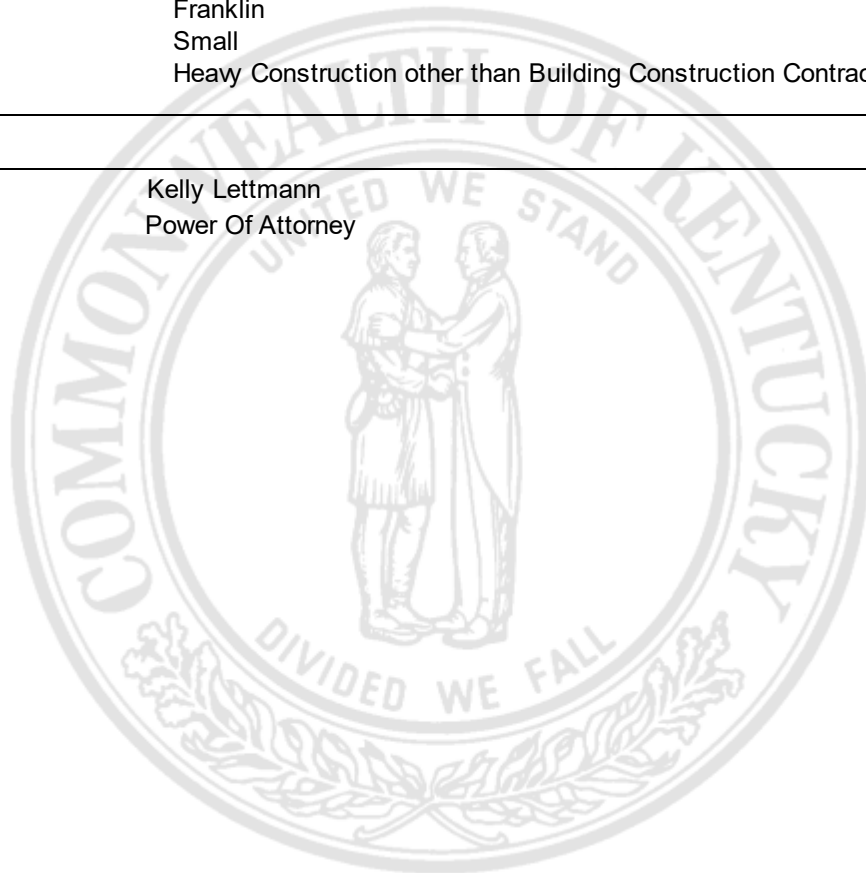 Franklin
Small
Heavy Construction other than Building Construction Contrac
Kelly Lettmann
Power Of Attorney
COMMONWEALTH OF KENTUCKY
UNITED WE STAND
DIVIDED WE FALL